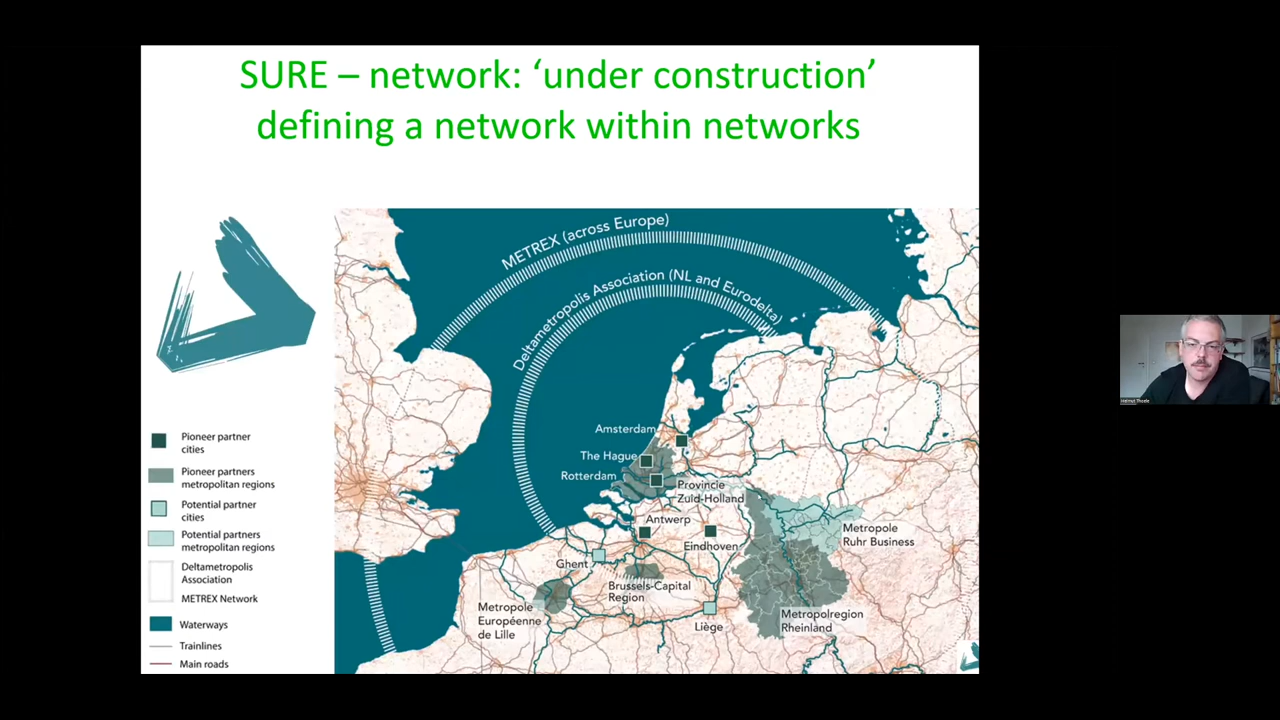 SURE – network: ‘under construction’
defining a network within networks
METREX (across Europe)
Deltametropolis Association (NL and Eurodelta)
Amsterdam
The Hague
Rotterdam
Provincie
Zuid-Holland
Antwerp
Eindhoven
Ghent
Brussels-Capital
Region
Metropole
Européenne
de Lille
Liège
Metropole
Ruhr Business
Metropolregion
Rheinland
Pioneer partner
cities
Pioneer partners
metropolitan regions
Potential partner
cities
Potential partners
metropolitan regions
Deltametropolis
Association
METREX Network
Waterways
Trainlines
Main roads
Helmut Thoele